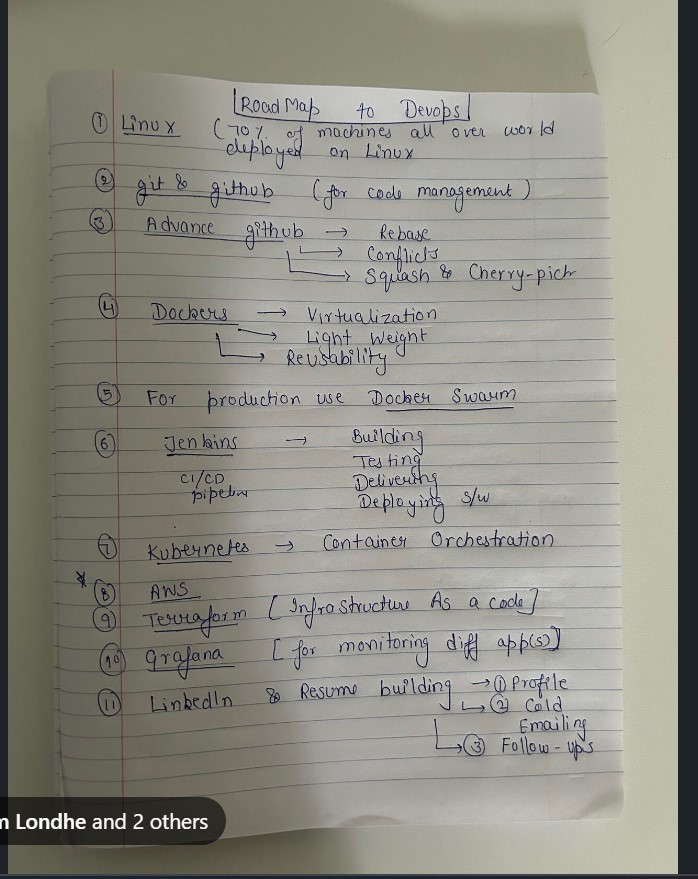 Road Map to Devops
① Linux (70% of machines all over world
deployed on Linux
② git & github (for code management)
③ Advance github → Rebase
→ Conflicts
→ Squash & Cherry-pick
④ Dockers → Virtualization
→ Light Weight
→ Reusability
⑤ For production use Docker Swarm
⑥ Jenkins → Building
Testing
CI/CD Delivering
pipeline Deploying s/w
⑦ Kubernetes → Container Orchestration
* ⑧ AWS
⑨ Terraform [Infrastructure As a code]
⑩ Grafana [for monitoring diff app(s)]
⑪ LinkedIn & Resume building → ① Profile
→ ② Cold
Emailing
→ ③ Follow-ups
m Londhe and 2 others